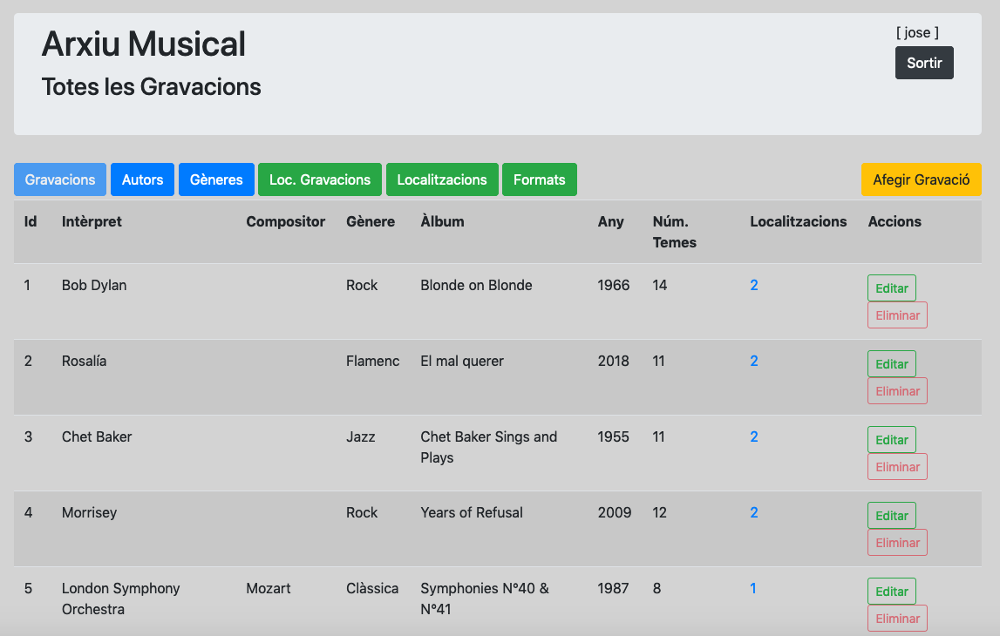 Arxiu Musical
[ jose ]
Totes les Gravacions
Sortir
Gravacions Autors Gèneres Loc. Gravacions Localitzacions Formats Afegir Gravació
Id Intèrpret Compositor Gènere Àlbum Any Núm. Temes Localitzacions Accions
1 Bob Dylan Rock Blonde on Blonde 1966 14 2 Editar
Eliminar
2 Rosalía Flamenc El mal querer 2018 11 2 Editar
Eliminar
3 Chet Baker Jazz Chet Baker Sings and Plays 1955 11 2 Editar
Eliminar
4 Morrisey Rock Years of Refusal 2009 12 2 Editar
Eliminar
5 London Symphony Orchestra Mozart Clàssica Symphonies Nº40 & Nº41 1987 8 1 Editar
Eliminar